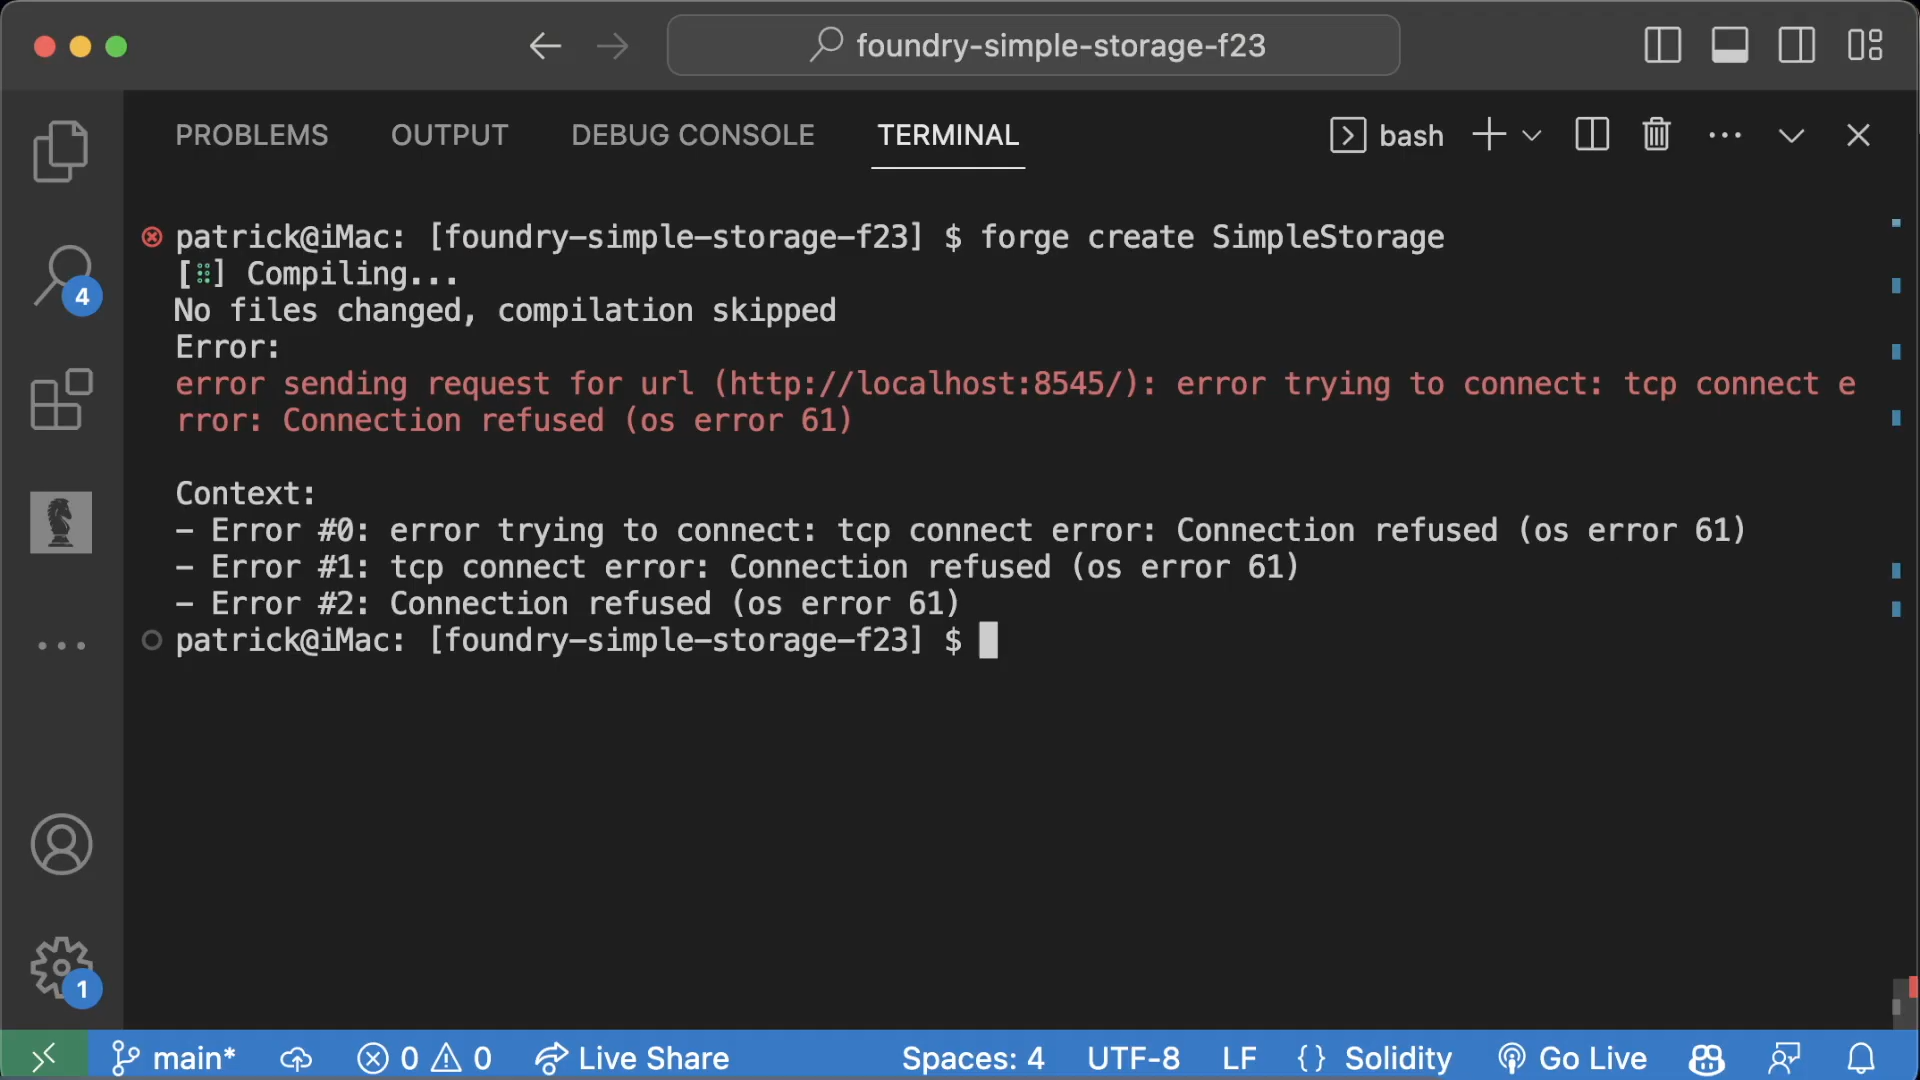 foundry-simple-storage-f23
PROBLEMS OUTPUT DEBUG CONSOLE TERMINAL bash
patrick@iMac: [foundry-simple-storage-f23] $ forge create SimpleStorage
[⠿] Compiling...
No files changed, compilation skipped
Error:
error sending request for url (http://localhost:8545/): error trying to connect: tcp connect e
rror: Connection refused (os error 61)
Context:
- Error #0: error trying to connect: tcp connect error: Connection refused (os error 61)
- Error #1: tcp connect error: Connection refused (os error 61)
- Error #2: Connection refused (os error 61)
patrick@iMac: [foundry-simple-storage-f23] $
4
1
main* 0 0 Live Share Spaces: 4 UTF-8 LF {} Solidity Go Live